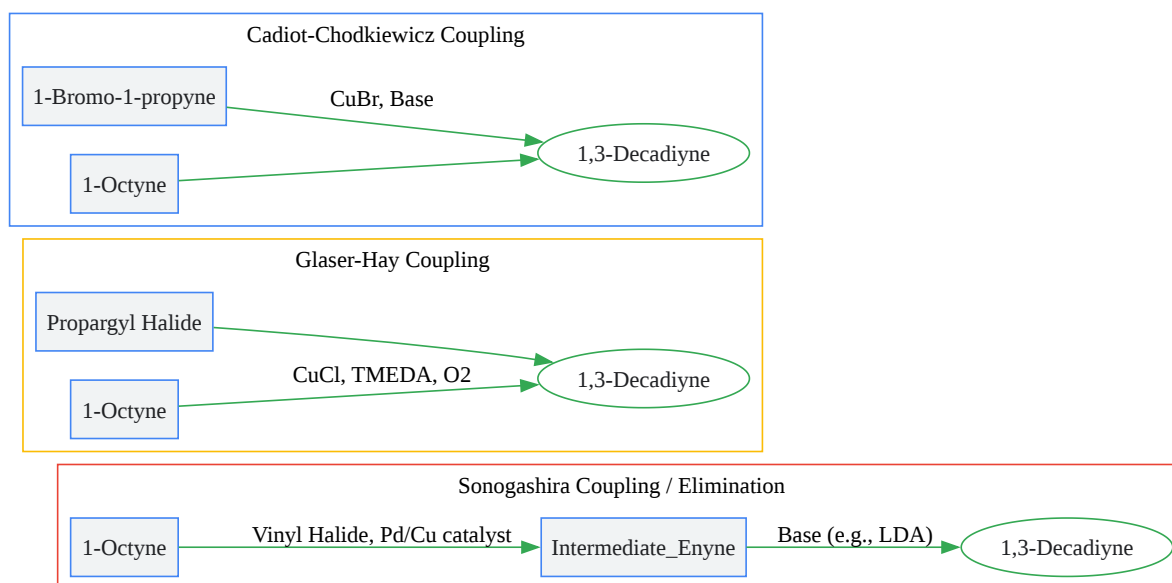 Cadiot-Chodkiewicz Coupling
1-Bromo-1-propyne
CuBr, Base
1,3-Decadiyne
1-Octyne
Glaser-Hay Coupling
Propargyl Halide
CuCl, TMEDA, O2
1,3-Decadiyne
1-Octyne
Sonogashira Coupling / Elimination
1-Octyne
Vinyl Halide, Pd/Cu catalyst
Intermediate_Enyne
Base (e.g., LDA)
1,3-Decadiyne